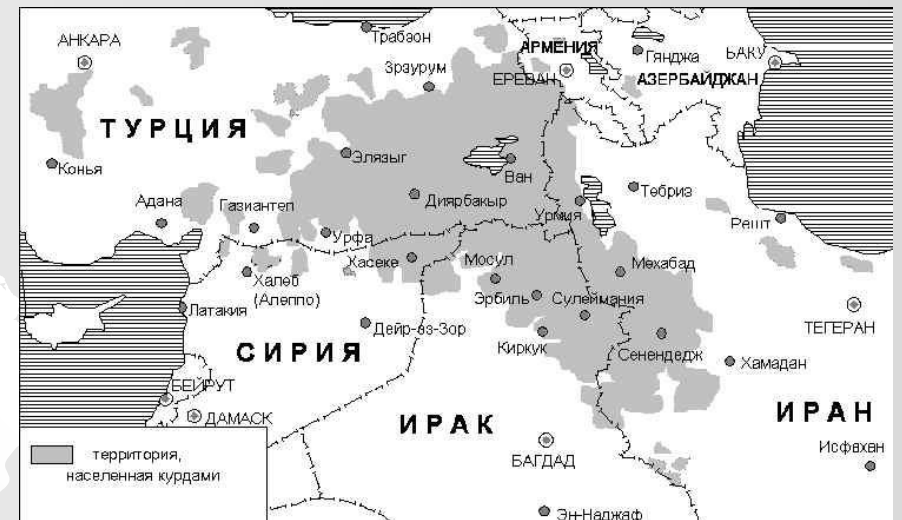 АНКАРА
Трабзон
АРМЕНИЯ
Гянджа
БАКУ
Эрзурум
ЕРЕВАН
АЗЕРБАЙДЖАН
ТУРЦИЯ
Элязыг
Конья
Ван
Тебриз
Адана
Газиантеп
Диярбакыр
Урмия
Решт
Урфа
Касеке
Мосул
Мехабад
Халеб
(Алеппо)
Эрбиль
Сулеймания
Латакия
Дейр-эз-Зор
ТЕГЕРАН
Киркук
Сенендедж
СИРИЯ
Хамадан
БЕЙРУТ
ДАМАСК
ИРАК
ИРАН
территория,
населенная курдами
БАГДАД
Исфахан
Эн-Наджаф